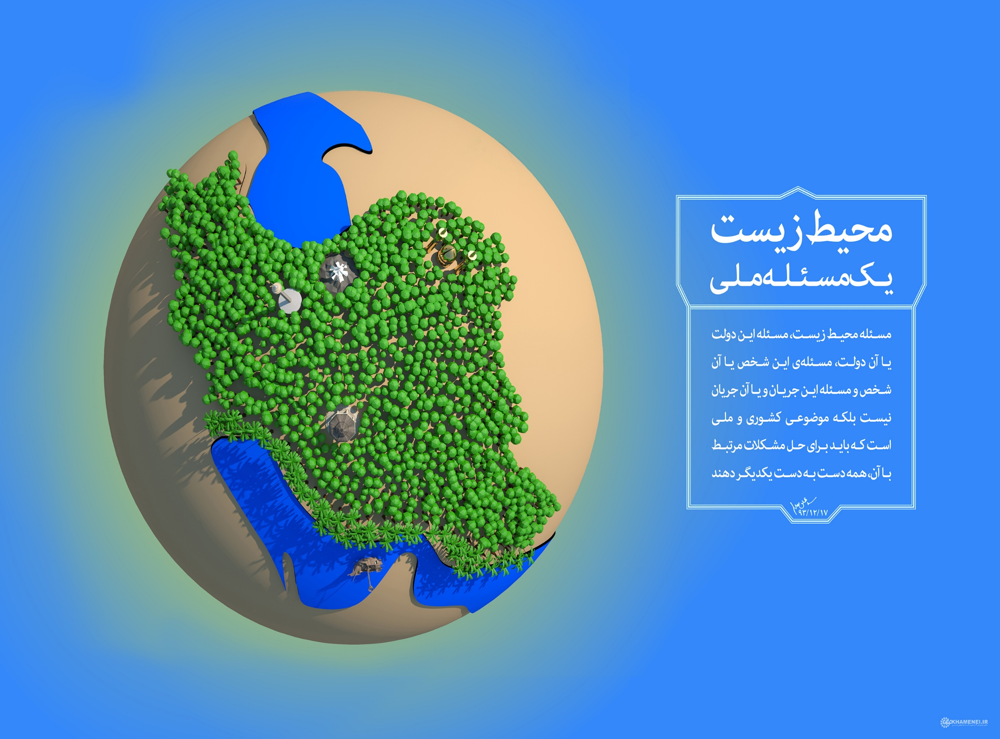 محیط زیست
یک مسئله ملی
مسئله محیط زیست، مسئله این دولت
یا آن دولت، مسئله‌ی این شخص یا آن
شخص و مسئله این جریان و یا آن جریان
نیست بلکه موضوعی کشوری و ملی
است که باید برای حل مشکلات مرتبط
با آن، همه دست به دست یکدیگر دهند
۹۳/۱۲/۱۷
KHAMENEI.IR